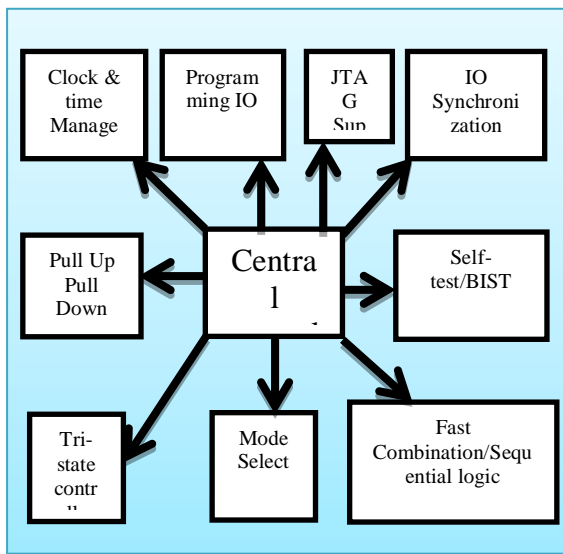 Clock &
time
Manage
Program
ming IO
JTA
G
Sup
IO
Synchroni
zation
Pull Up
Pull
Down
Centra
l
Self-
test/BIST
Tri-
state
contr
Mode
Select
Fast
Combination/Sequ
ential logic